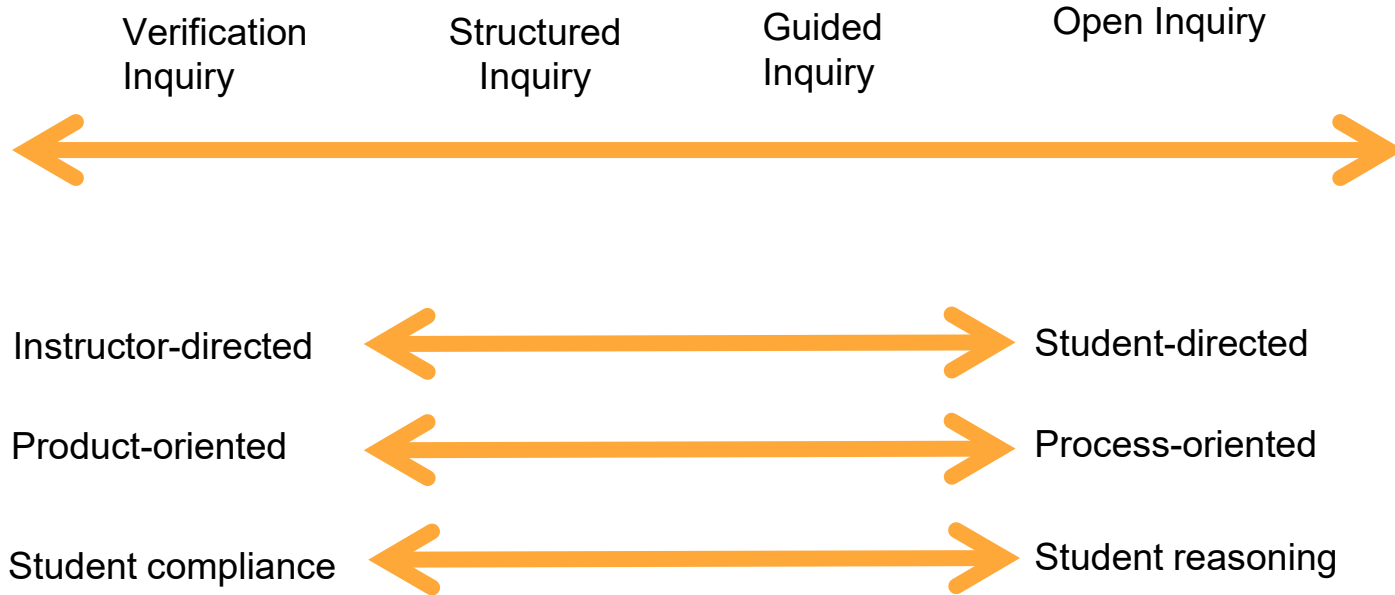 Verification
Inquiry
Structured
Inquiry
Guided
Inquiry
Open Inquiry
Instructor-directed
Student-directed
Product-oriented
Process-oriented
Student compliance
Student reasoning